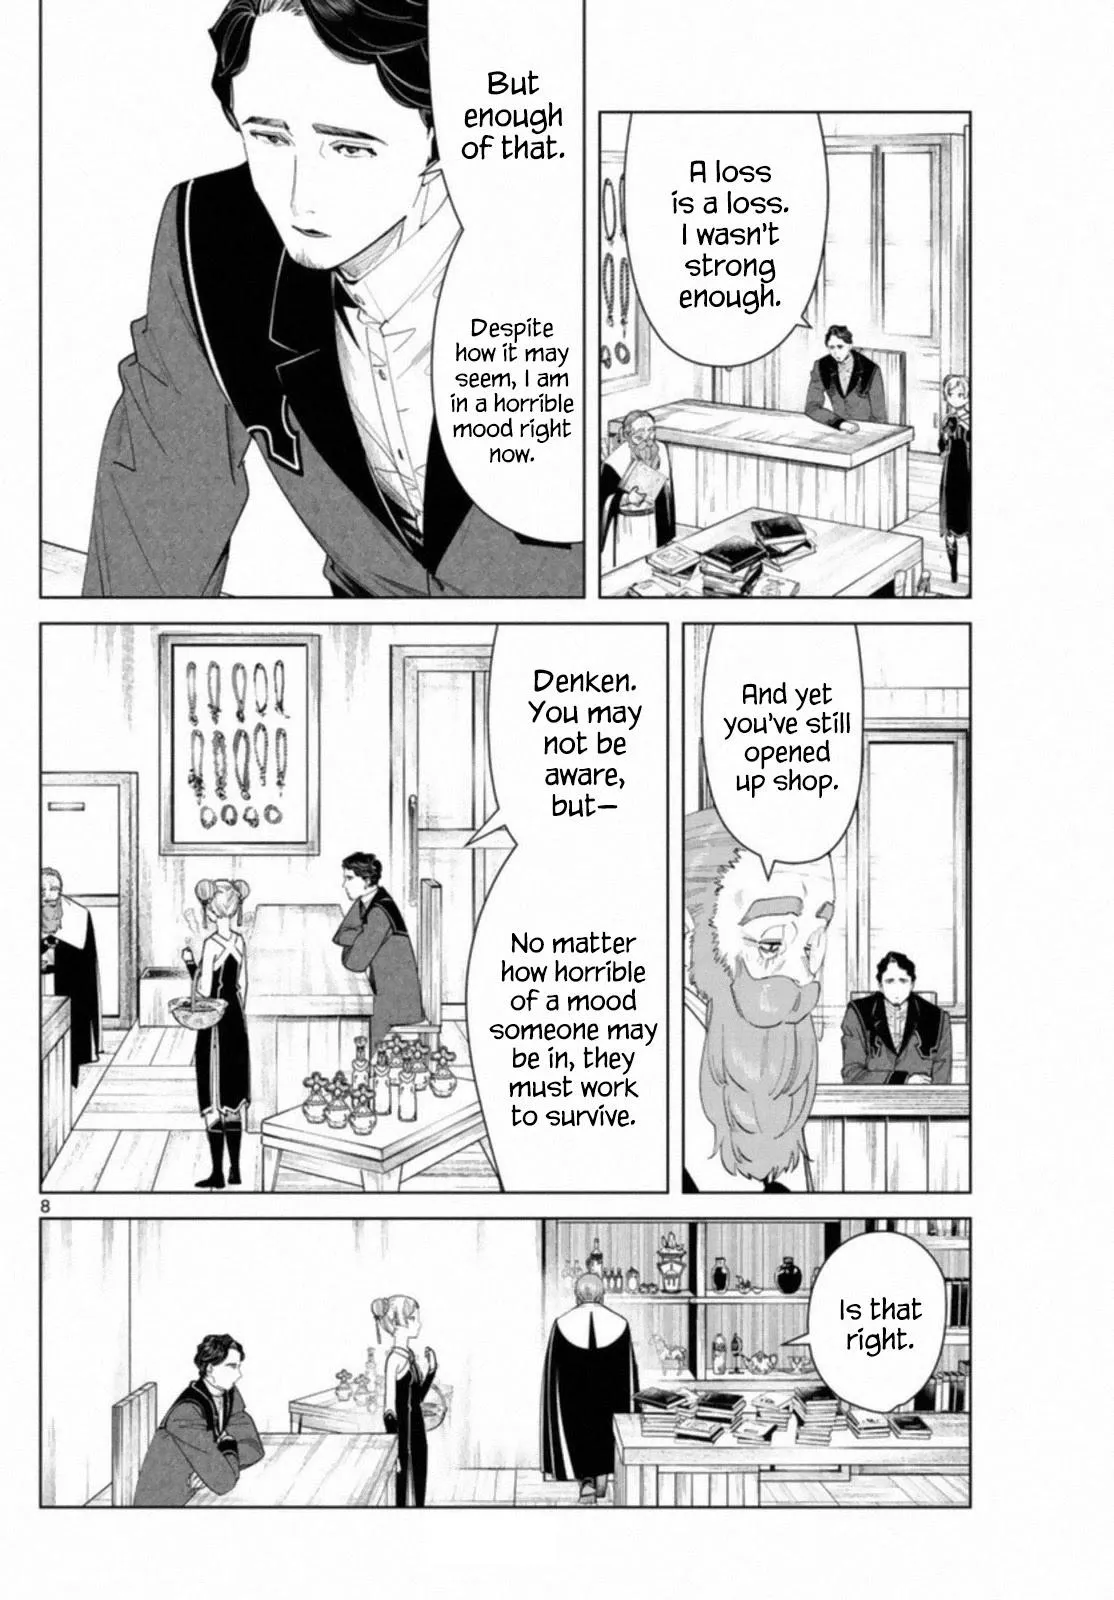 A loss
is a loss.
I wasn't
strong
enough.
But
enough
of that.
Despite
how it may
seem, I am
in a horrible
mood right
now.
And yet
you've still
opened
up shop.
Denken.
You may
not be
aware,
but—
No matter
how horrible
of a mood
someone may
be in, they
must work
to survive.
8
Is that
right.